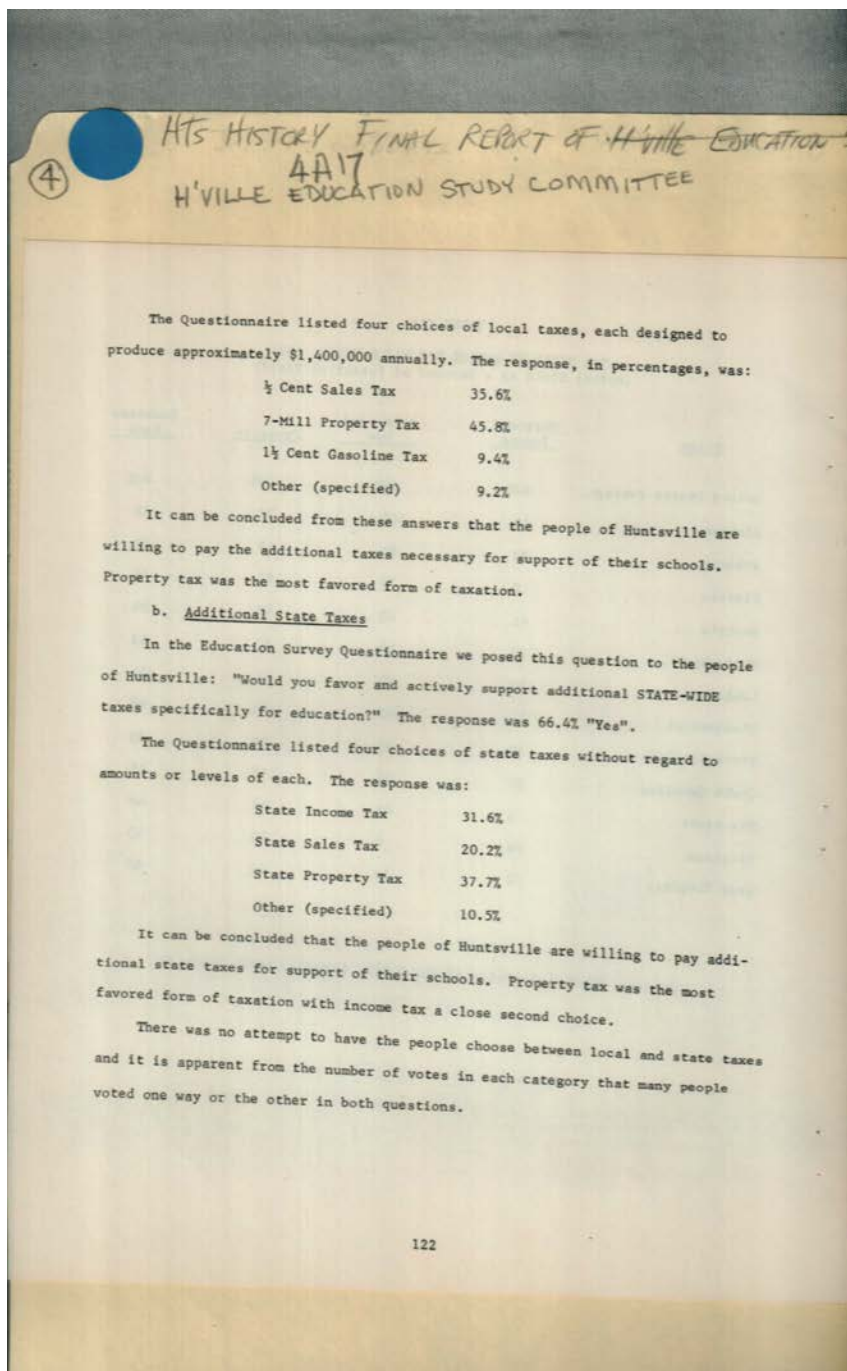 HTS HISTORY FINAL REPORT OF H'VILLE EDUCATION
4A17
④
H'VILLE EDUCATION STUDY COMMITTEE
The Questionnaire listed four choices of local taxes, each designed to
produce approximately $1,400,000 annually. The response, in percentages, was:
½ Cent Sales Tax 35.6%
7-Mill Property Tax 45.8%
1½ Cent Gasoline Tax 9.4%
Other (specified) 9.2%
It can be concluded from these answers that the people of Huntsville are
willing to pay the additional taxes necessary for support of their schools.
Property tax was the most favored form of taxation.
b. Additional State Taxes
In the Education Survey Questionnaire we posed this question to the people
of Huntsville: "Would you favor and actively support additional STATE-WIDE
taxes specifically for education?" The response was 66.4% "Yes".
The Questionnaire listed four choices of state taxes without regard to
amounts or levels of each. The response was:
State Income Tax 31.6%
State Sales Tax 20.2%
State Property Tax 37.7%
Other (specified) 10.5%
It can be concluded that the people of Huntsville are willing to pay addi-
tional state taxes for support of their schools. Property tax was the most
favored form of taxation with income tax a close second choice.
There was no attempt to have the people choose between local and state taxes
and it is apparent from the number of votes in each category that many people
voted one way or the other in both questions.
122